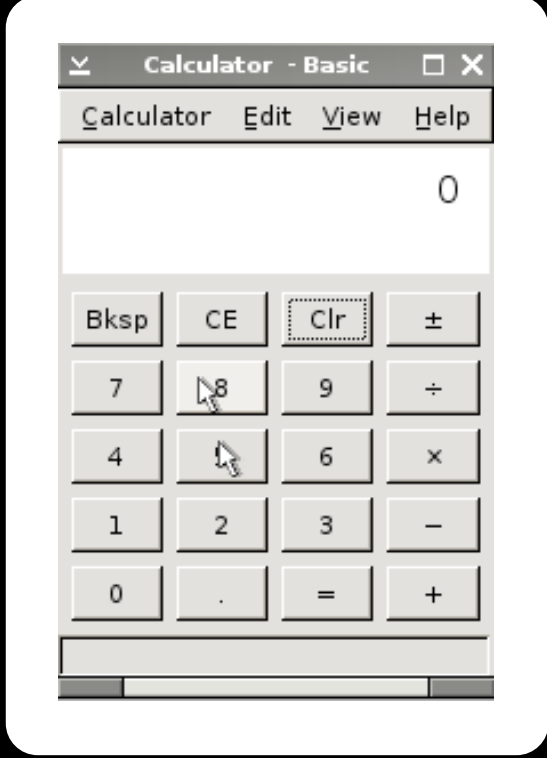 Calculator - Basic
Calculator Edit View Help
0
Bksp CE Clr ±
7 8 9 ÷
4 6 ×
1 2 3 −
0 . = +